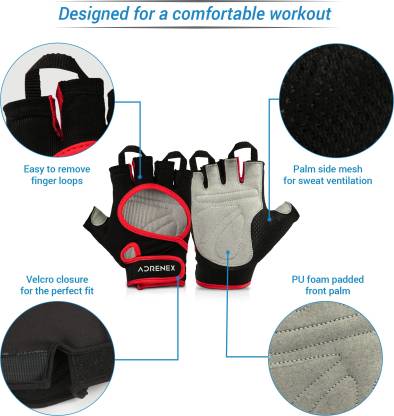 Designed for a comfortable workout
Easy to remove
finger loops
Palm side mesh
for sweat ventilation
ADRENEX
Velcro closure
for the perfect fit
PU foam padded
front palm